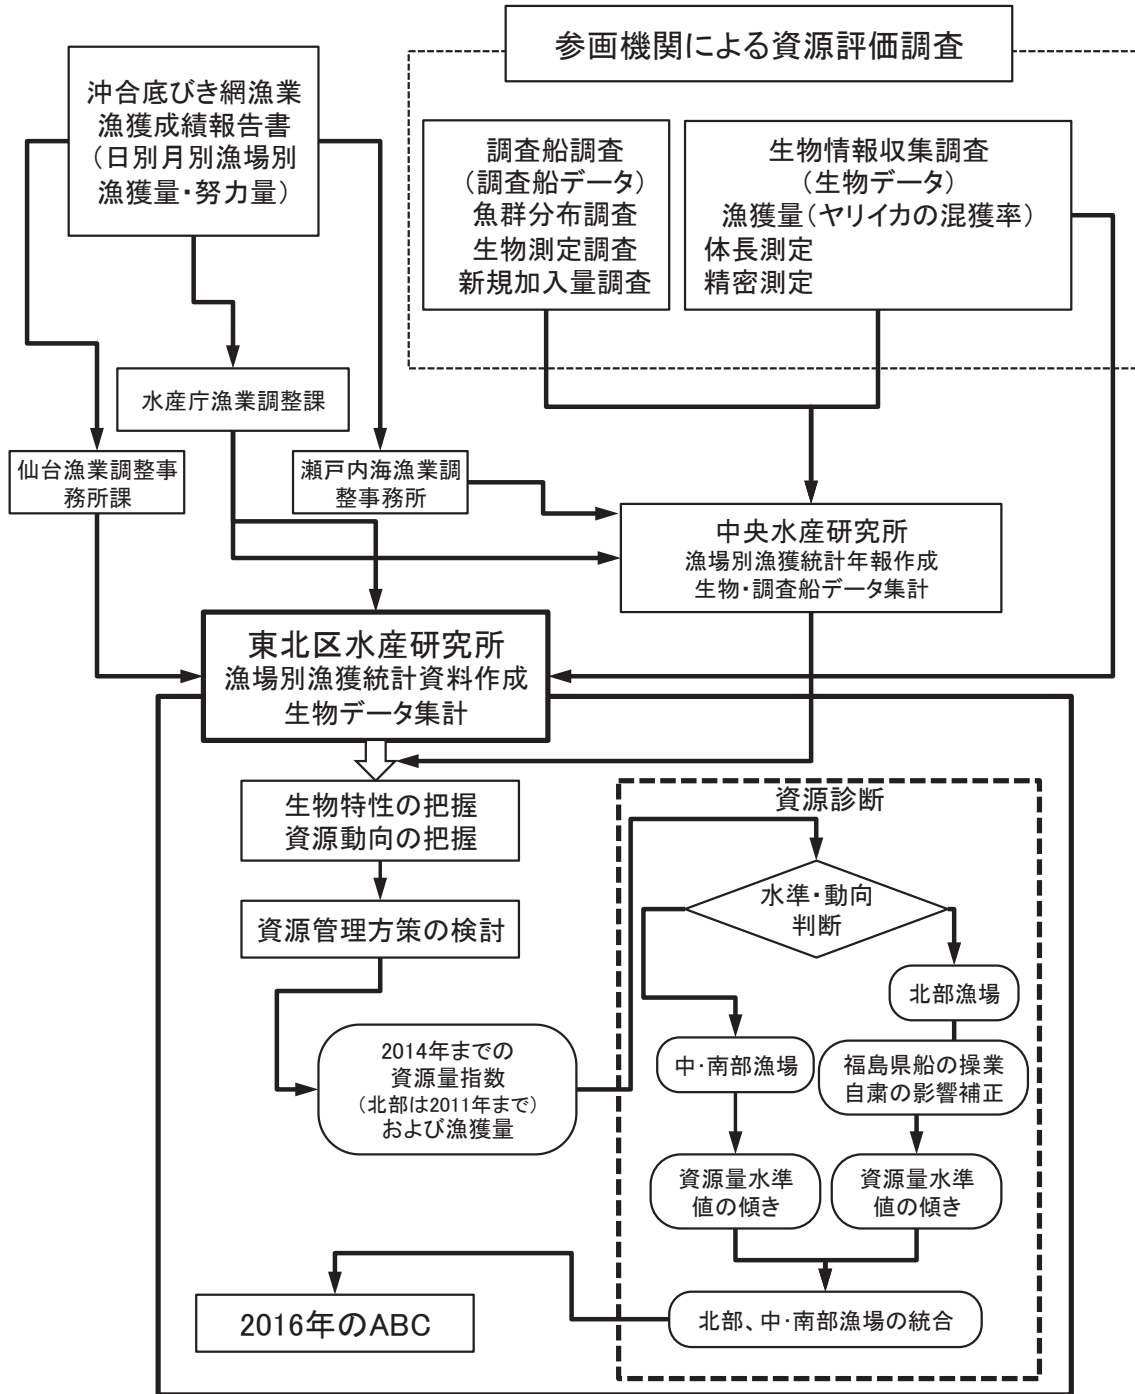 参画機関による資源評価調査
沖合底びき網漁業
漁獲成績報告書
(日別月別漁場別
漁獲量・努力量)
調査船調査
(調査船データ)
魚群分布調査
生物測定調査
新規加入量調査
生物情報収集調査
(生物データ)
漁獲量(ヤリイカの混獲率)
体長測定
精密測定
水産庁漁業調整課
仙台漁業調整事
務所課
瀬戸内海漁業調
整事務所
中央水産研究所
漁場別漁獲統計年報作成
生物・調査船データ集計
東北区水産研究所
漁場別漁獲統計資料作成
生物データ集計
生物特性の把握
資源動向の把握
資源管理方策の検討
2014年までの
資源量指数
(北部は2011年まで)
および漁獲量
資源診断
水準・動向
判断
北部漁場
中・南部漁場
福島県船の操業
自粛の影響補正
資源量水準
値の傾き
資源量水準
値の傾き
北部、中・南部漁場の統合
2016年のABC